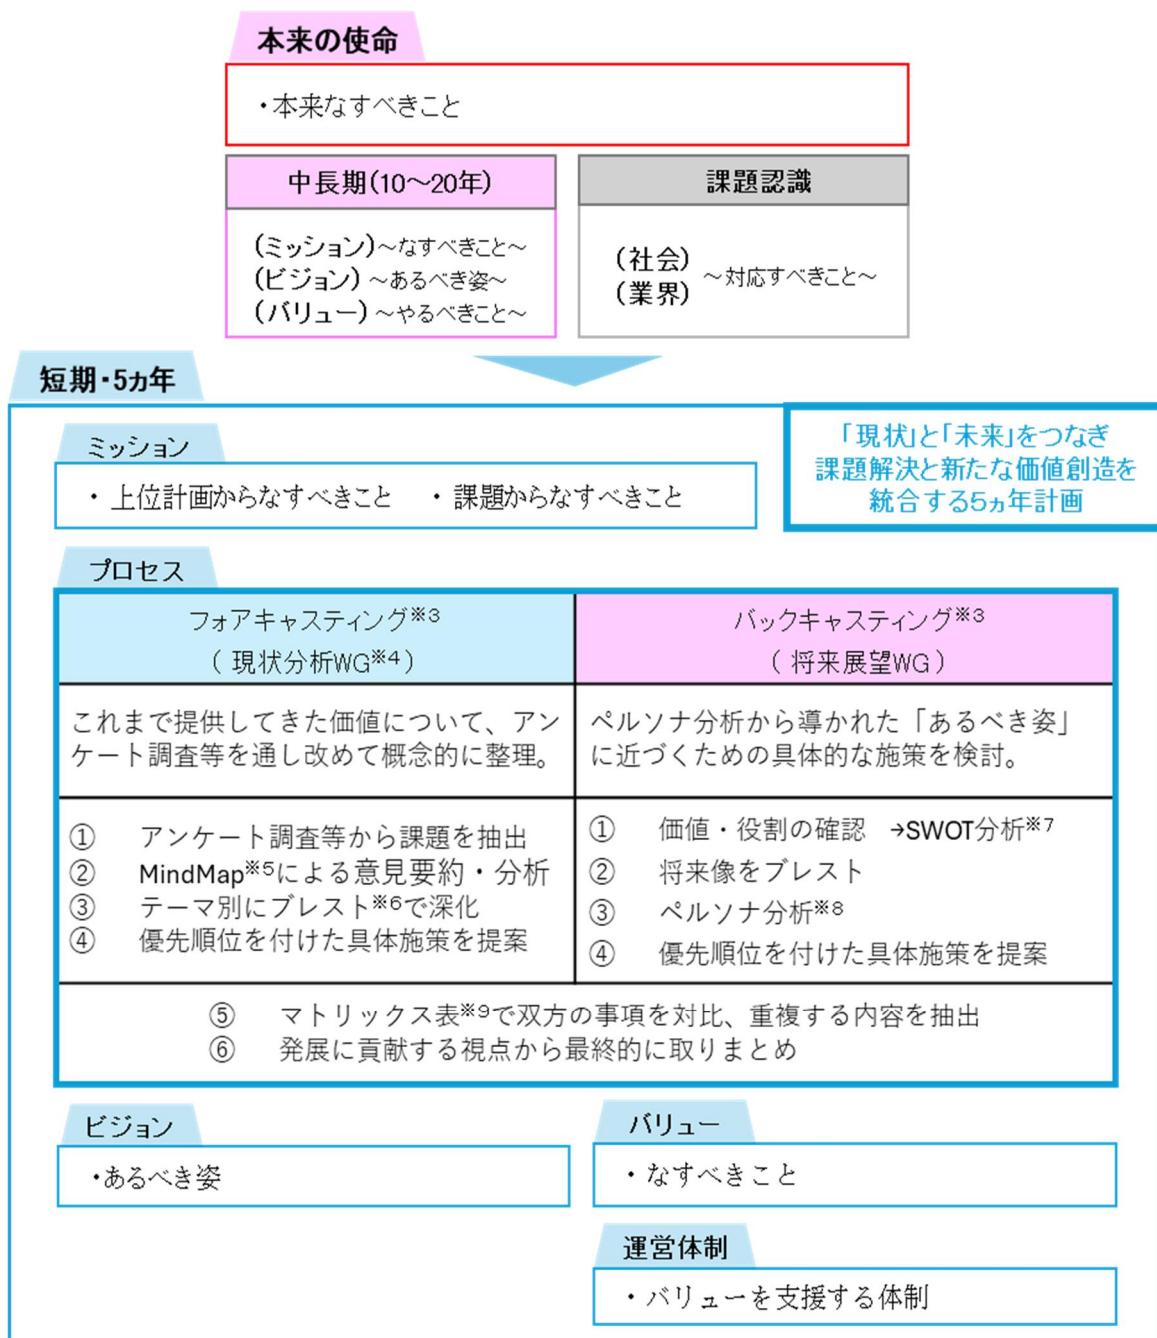 本来の使命
・本来なすべきこと
中長期(10～20年)
(ミッション)～なすべきこと～
(ビジョン)～あるべき姿～
(バリュー)～やるべきこと～
課題認識
(社会)
(業界)
～対応すべきこと～
短期・5ヵ年
「現状」と「未来」をつなぎ
課題解決と新たな価値創造を
統合する5ヵ年計画
ミッション
・上位計画からなすべきこと ・課題からなすべきこと
プロセス
フォアキャスティング※3
(現状分析WG※4)
バックキャスティング※3
(将来展望WG)
これまで提供してきた価値について、アン
ケート調査等を通し改めて概念的に整理。
ペルソナ分析から導かれた「あるべき姿」
に近づくための具体的な施策を検討。
① アンケート調査等から課題を抽出
② MindMap※5による意見要約・分析
③ テーマ別にブレスト※6で深化
④ 優先順位を付けた具体施策を提案
① 価値・役割の確認 →SWOT分析※7
② 将来像をブレスト
③ ペルソナ分析※8
④ 優先順位を付けた具体施策を提案
⑤ マトリックス表※9で双方の事項を対比、重複する内容を抽出
⑥ 発展に貢献する視点から最終的に取りまとめ
ビジョン
・あるべき姿
バリュー
・なすべきこと
運営体制
・バリューを支援する体制